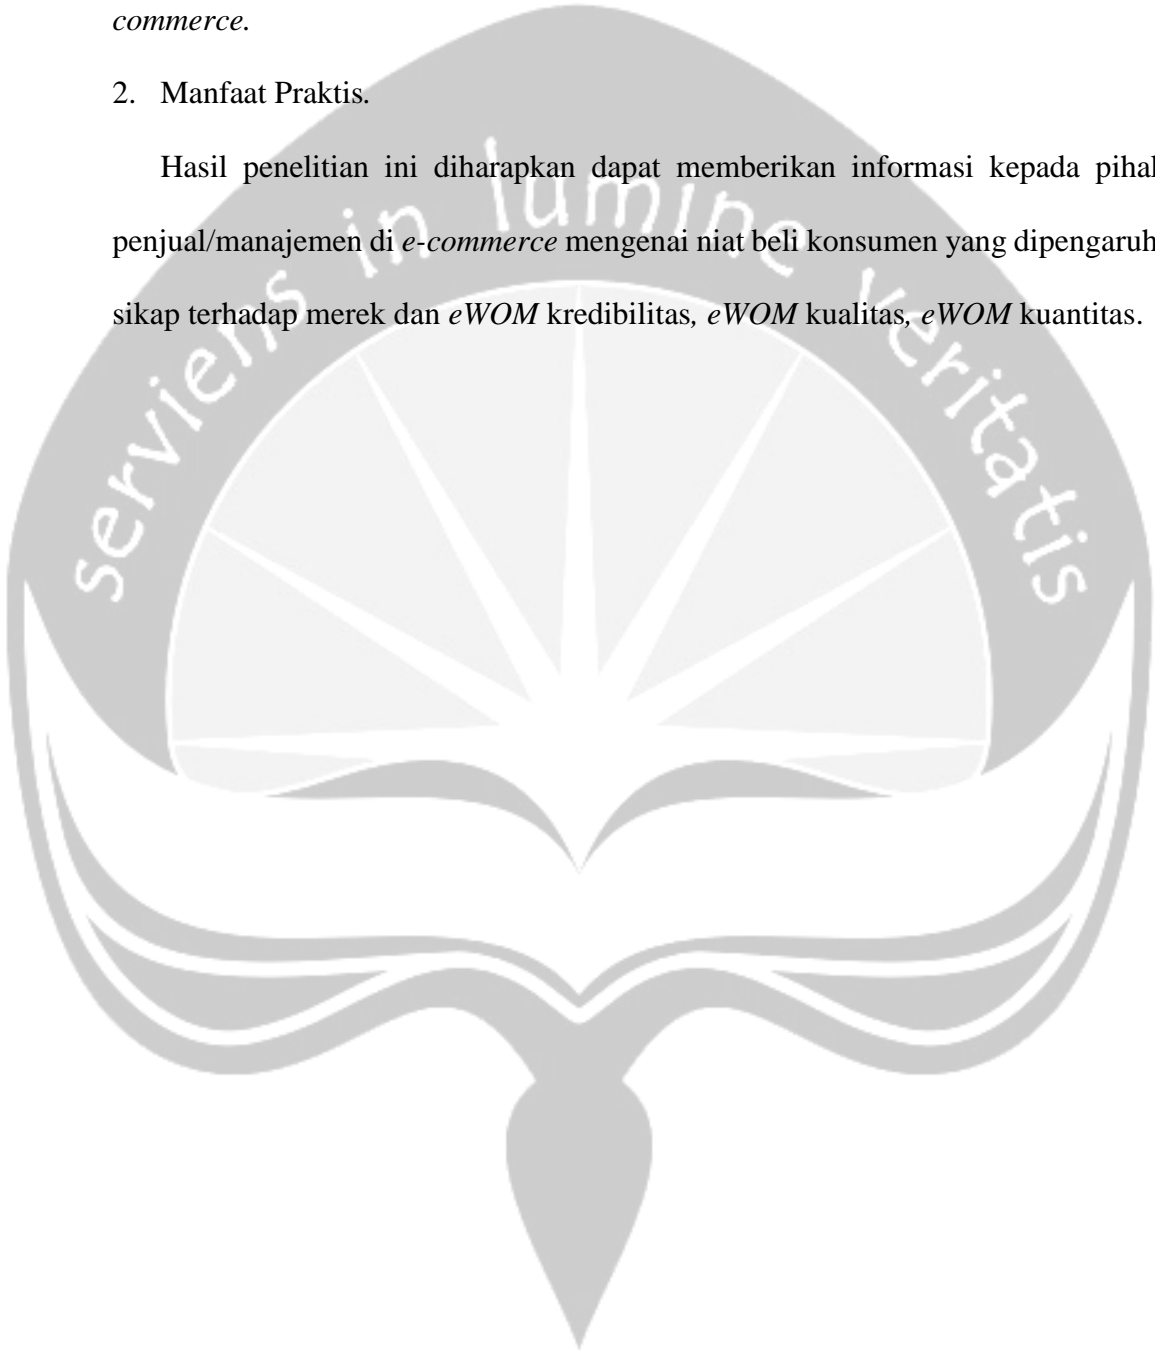 commerce.
2. Manfaat Praktis.
Hasil penelitian ini diharapkan dapat memberikan informasi kepada pihak
penjual/manajemen di e-commerce mengenai niat beli konsumen yang dipengaruh
sikap terhadap merek dan eWOM kredibilitas, eWOM kualitas, eWOM kuantitas.
serviens in lumine veritatis